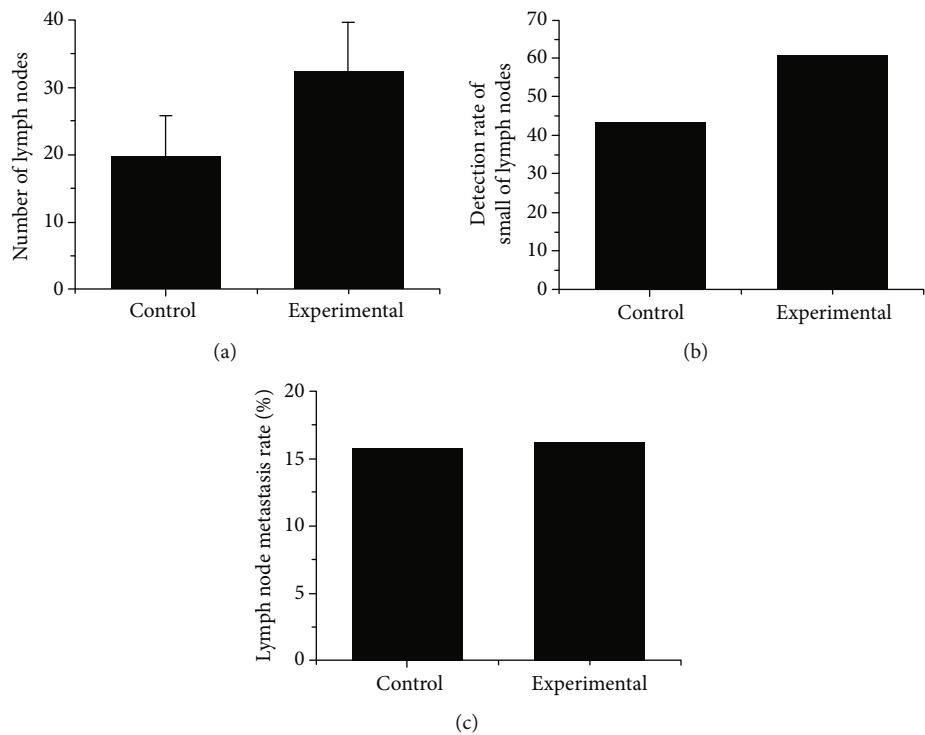 Number of lymph nodes
40
30
20
10
0
Control
Experimental
(a)
Detection rate of
small of lymph nodes
70
60
50
40
30
20
10
0
Control
Experimental
(b)
Lymph node metastasis rate (%)
20
15
10
5
0
Control
Experimental
(c)